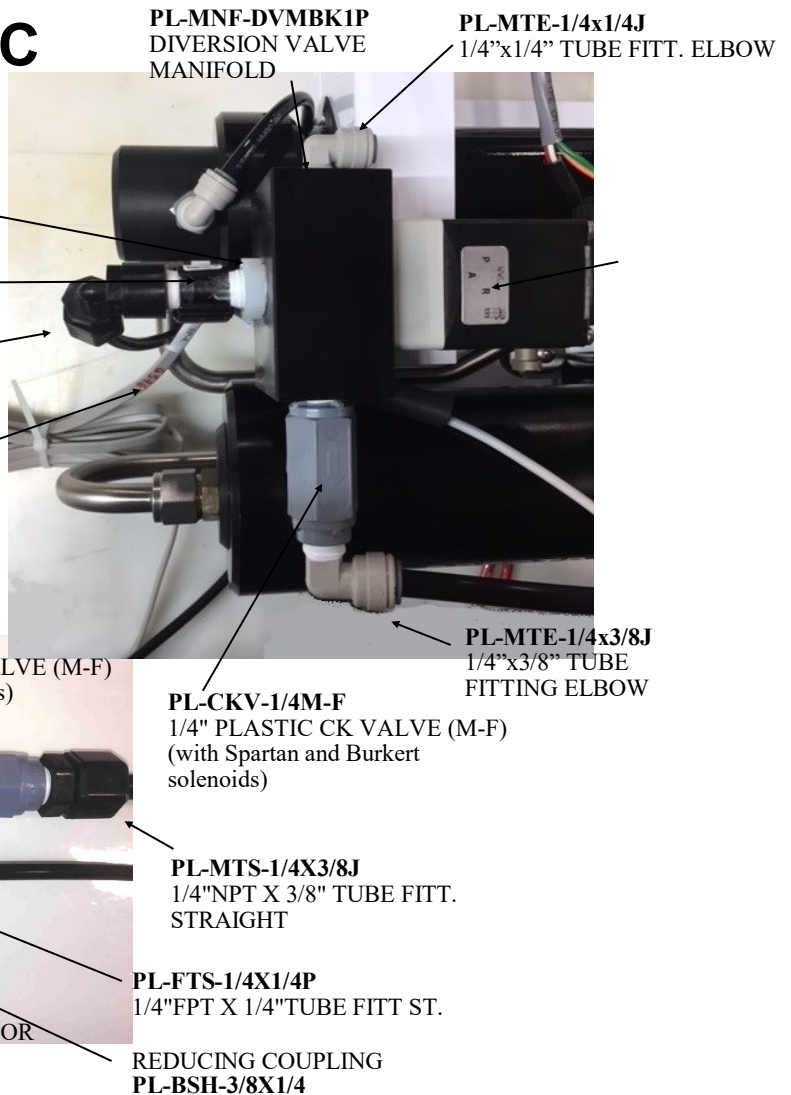 C
PL-MNF-DVMBK1P
DIVERSION VALVE
MANIFOLD
PL-MTE-1/4x1/4J
1/4”x1/4” TUBE FITT. ELBOW
P
A
R
PL-MTE-1/4x3/8J
1/4”x3/8” TUBE
FITTING ELBOW
LVE (M-F)
s)
PL-CKV-1/4M-F
1/4" PLASTIC CK VALVE (M-F)
(with Spartan and Burkert
solenoids)
PL-MTS-1/4X3/8J
1/4"NPT X 3/8" TUBE FITT.
STRAIGHT
PL-FTS-1/4X1/4P
1/4"FPT X 1/4"TUBE FITT ST.
OR
REDUCING COUPLING
PL-BSH-3/8X1/4